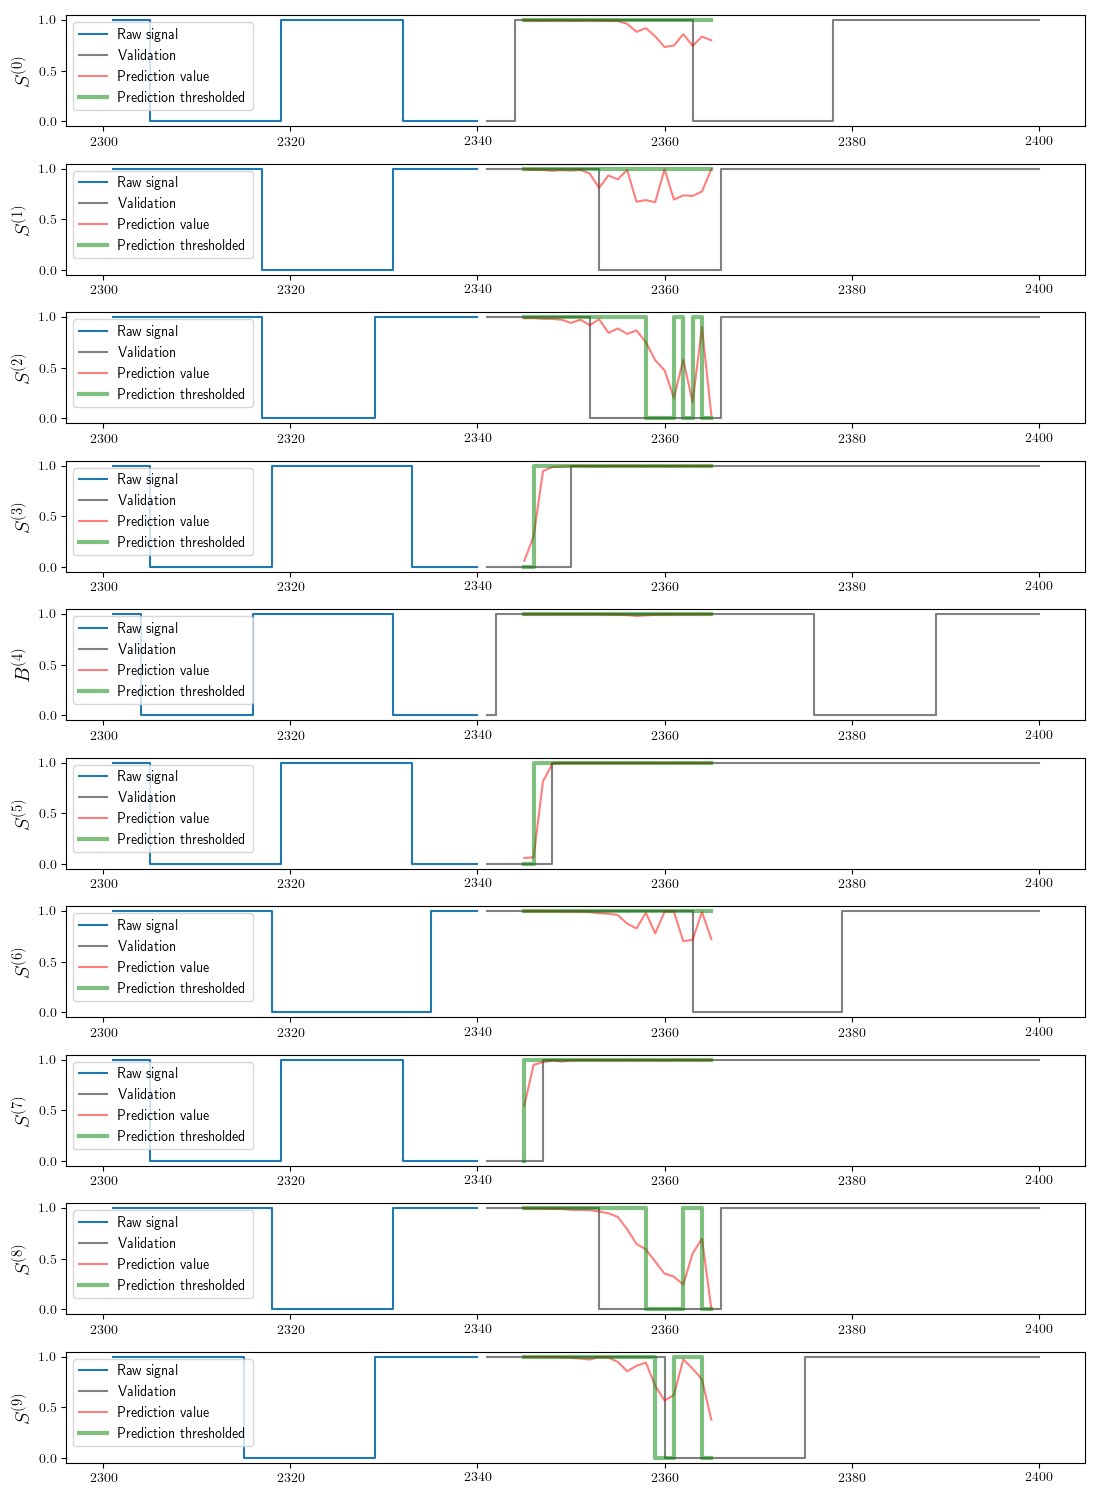 S^(0)
1.0
0.5
0.0
Raw signal
Validation
Prediction value
Prediction thresholded
2300 2320 2340 2360 2380 2400
S^(1)
1.0
0.5
0.0
Raw signal
Validation
Prediction value
Prediction thresholded
2300 2320 2340 2360 2380 2400
S^(2)
1.0
0.5
0.0
Raw signal
Validation
Prediction value
Prediction thresholded
2300 2320 2340 2360 2380 2400
S^(3)
1.0
0.5
0.0
Raw signal
Validation
Prediction value
Prediction thresholded
2300 2320 2340 2360 2380 2400
B^(4)
1.0
0.5
0.0
Raw signal
Validation
Prediction value
Prediction thresholded
2300 2320 2340 2360 2380 2400
S^(5)
1.0
0.5
0.0
Raw signal
Validation
Prediction value
Prediction thresholded
2300 2320 2340 2360 2380 2400
S^(6)
1.0
0.5
0.0
Raw signal
Validation
Prediction value
Prediction thresholded
2300 2320 2340 2360 2380 2400
S^(7)
1.0
0.5
0.0
Raw signal
Validation
Prediction value
Prediction thresholded
2300 2320 2340 2360 2380 2400
S^(8)
1.0
0.5
0.0
Raw signal
Validation
Prediction value
Prediction thresholded
2300 2320 2340 2360 2380 2400
S^(9)
1.0
0.5
0.0
Raw signal
Validation
Prediction value
Prediction thresholded
2300 2320 2340 2360 2380 2400